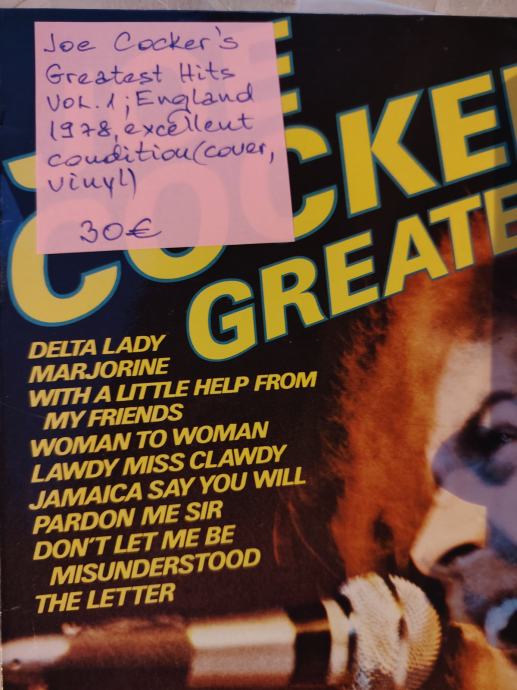 Joe Cocker's
Greatest Hits
VOL. 1; England
1978, excellent
condition (cover,
vinyl)
30€
COCKE
GREATE
DELTA LADY
MARJORINE
WITH A LITTLE HELP FROM
MY FRIENDS
WOMAN TO WOMAN
LAWDY MISS CLAWDY
JAMAICA SAY YOU WILL
PARDON ME SIR
DON'T LET ME BE
MISUNDERSTOOD
THE LETTER